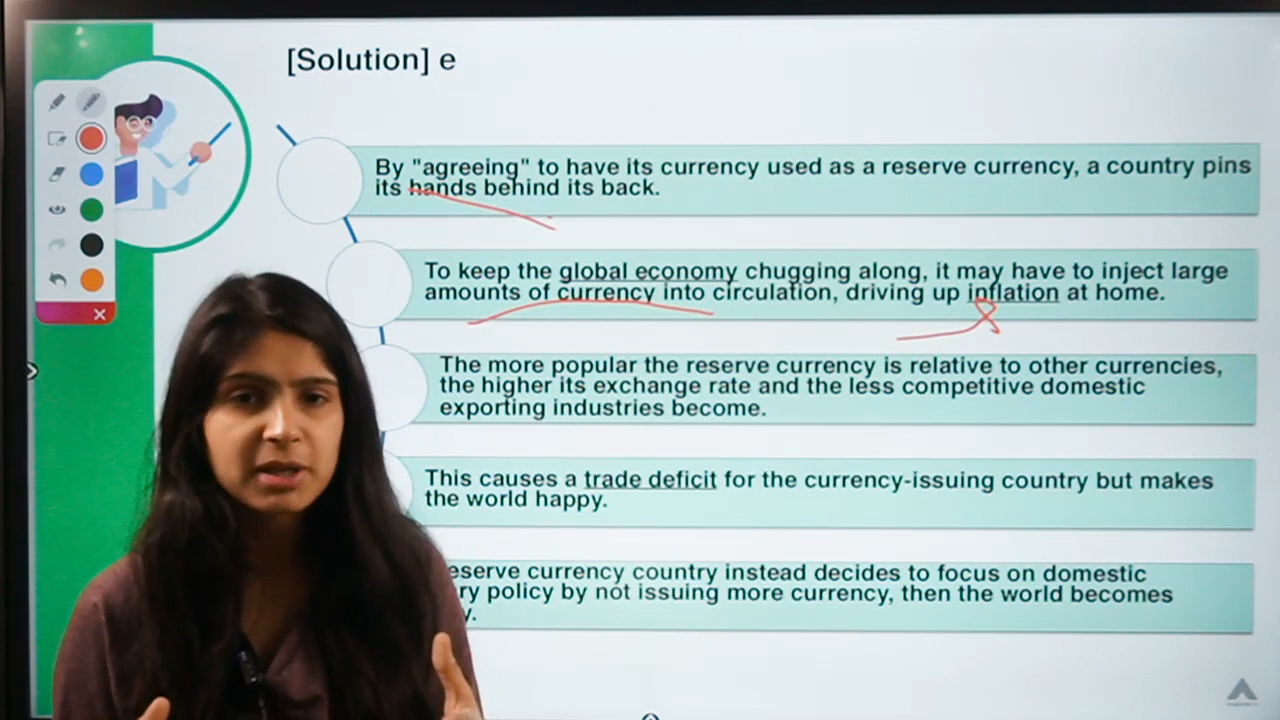 [Solution] e
By "agreeing" to have its currency used as a reserve currency, a country pins
its hands behind its back.
To keep the global economy chugging along, it may have to inject large
amounts of currency into circulation, driving up inflation at home.
The more popular the reserve currency is relative to other currencies,
the higher its exchange rate and the less competitive domestic
exporting industries become.
This causes a trade deficit for the currency-issuing country but makes
the world happy.
eserve currency country instead decides to focus on domestic
ry policy by not issuing more currency, then the world becomes
y.